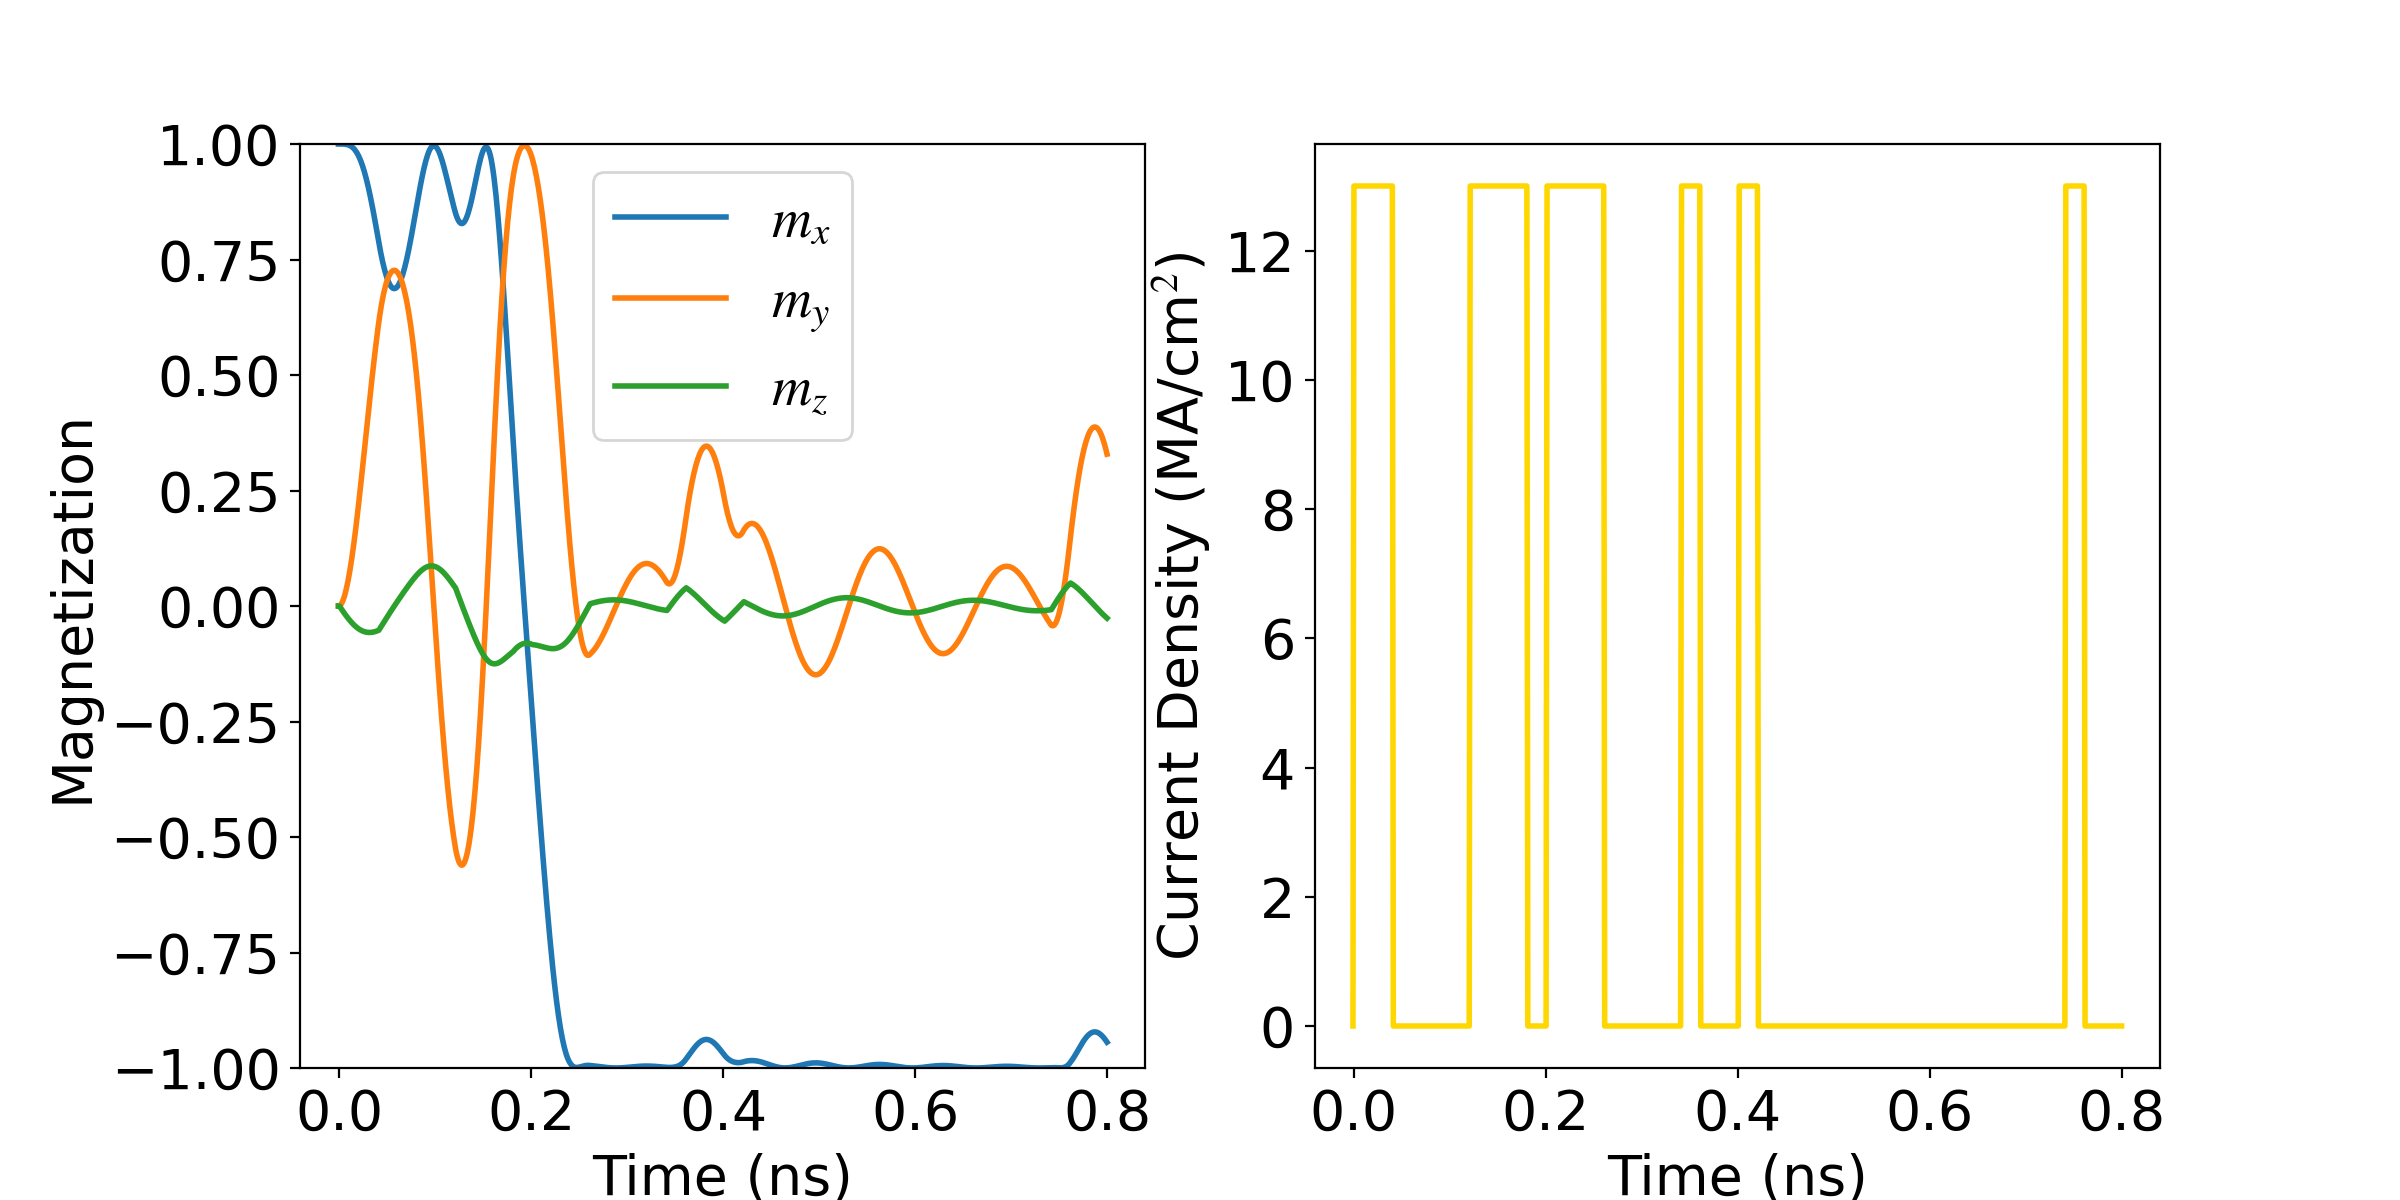 1.00
0.75
0.50
0.25
0.00
−0.25
−0.50
−0.75
−1.00
Magnetization
0.0 0.2 0.4 0.6 0.8
Time (ns)
m_x
m_y
m_z
12
10
8
6
4
2
0
Current Density (MA/cm²)
0.0 0.2 0.4 0.6 0.8
Time (ns)